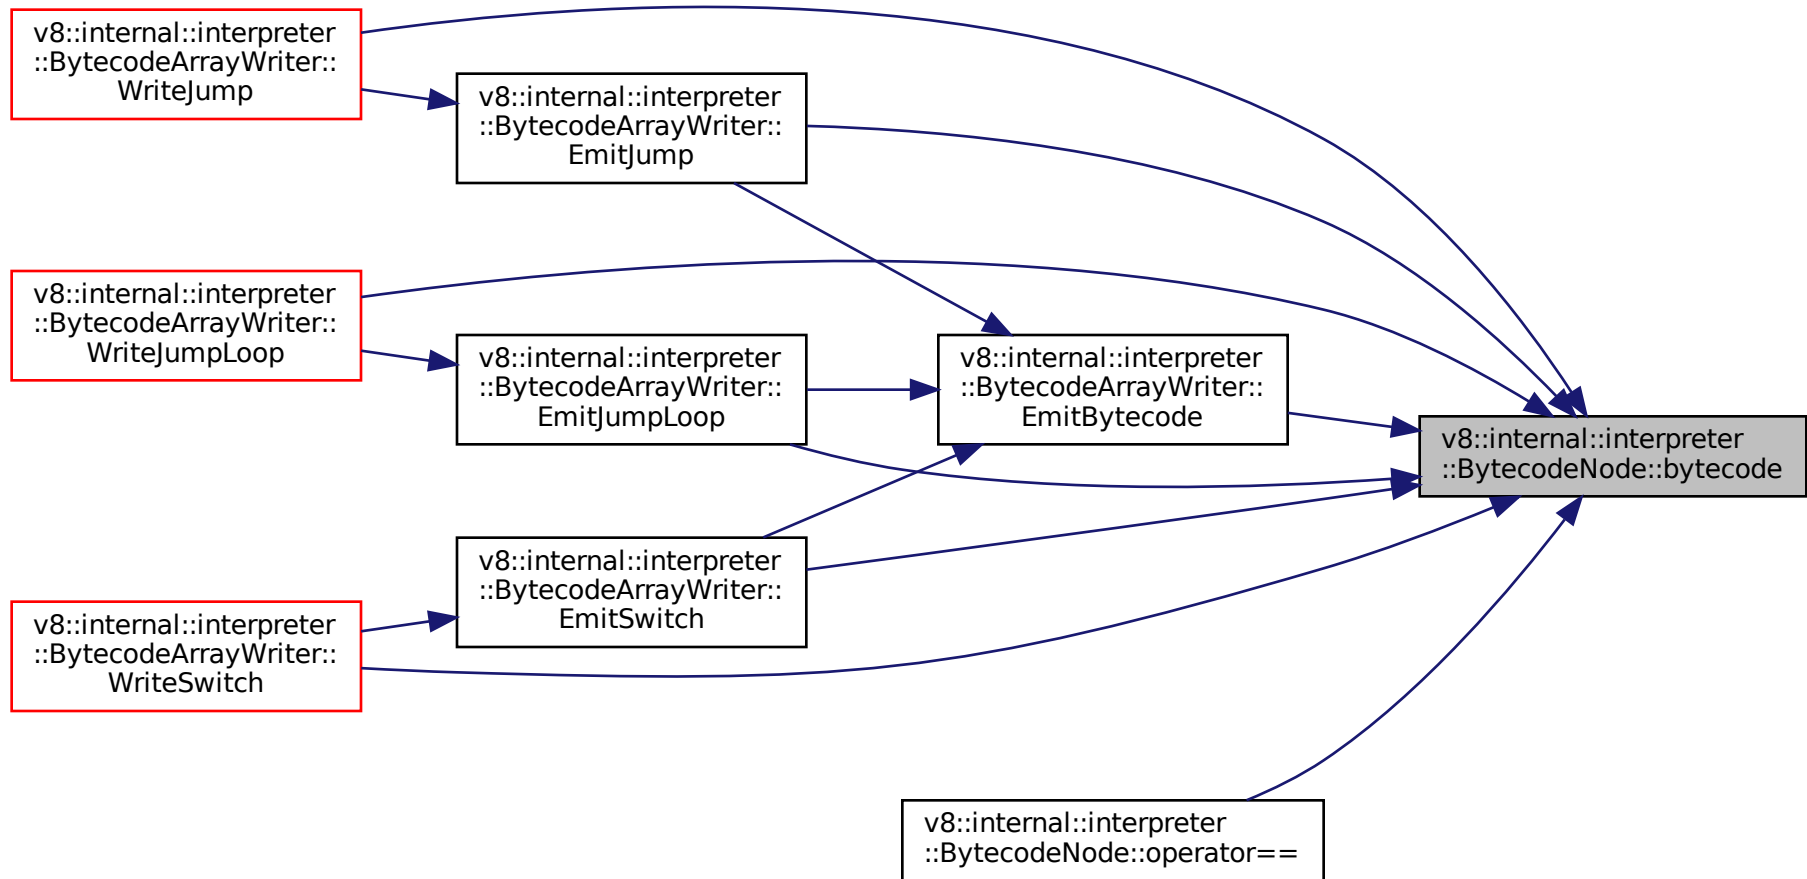 v8::internal::interpreter
::BytecodeArrayWriter::
WriteJump
v8::internal::interpreter
::BytecodeArrayWriter::
EmitJump
v8::internal::interpreter
::BytecodeArrayWriter::
WriteJumpLoop
v8::internal::interpreter
::BytecodeArrayWriter::
EmitJumpLoop
v8::internal::interpreter
::BytecodeArrayWriter::
EmitBytecode
v8::internal::interpreter
::BytecodeNode::bytecode
v8::internal::interpreter
::BytecodeArrayWriter::
EmitSwitch
v8::internal::interpreter
::BytecodeArrayWriter::
WriteSwitch
v8::internal::interpreter
::BytecodeNode::operator==